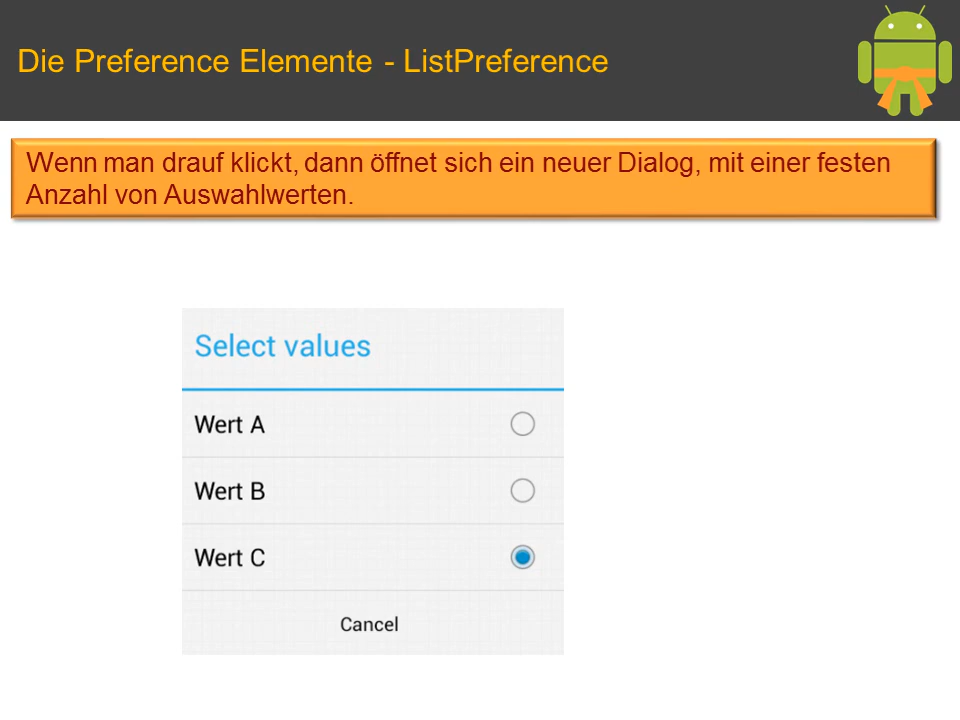 Die Preference Elemente - ListPreference
Wenn man drauf klickt, dann öffnet sich ein neuer Dialog, mit einer festen
Anzahl von Auswahlwerten.
Select values
Wert A
Wert B
Wert C
Cancel